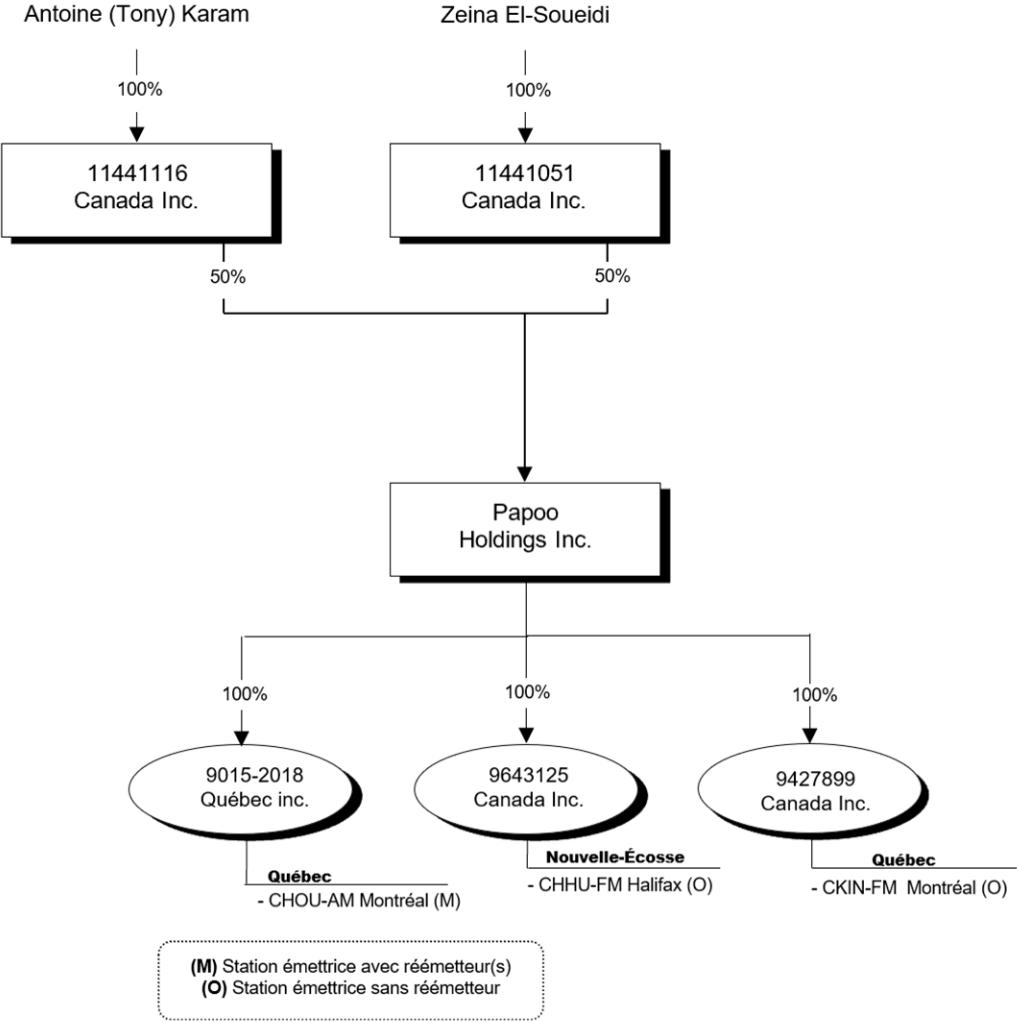 Antoine (Tony) Karam
Zeina El-Soueidi
100%
100%
11441116
Canada Inc.
11441051
Canada Inc.
50%
50%
Papoo
Holdings Inc.
100%
100%
100%
9015-2018
Québec inc.
9643125
Canada Inc.
9427899
Canada Inc.
Québec
- CHOU-AM Montréal (M)
Nouvelle-Écosse
- CHHU-FM Halifax (O)
Québec
- CKIN-FM Montréal (O)
(M) Station émettrice avec réémetteur(s)
(O) Station émettrice sans réémetteur